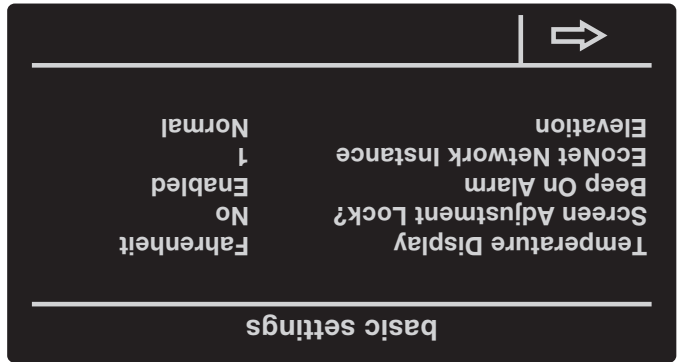 basic settings
Temperature Display Fahrenheit
Screen Adjustment Lock? No
Beep On Alarm Enabled
EcoNet Network Instance 1
Elevation Normal